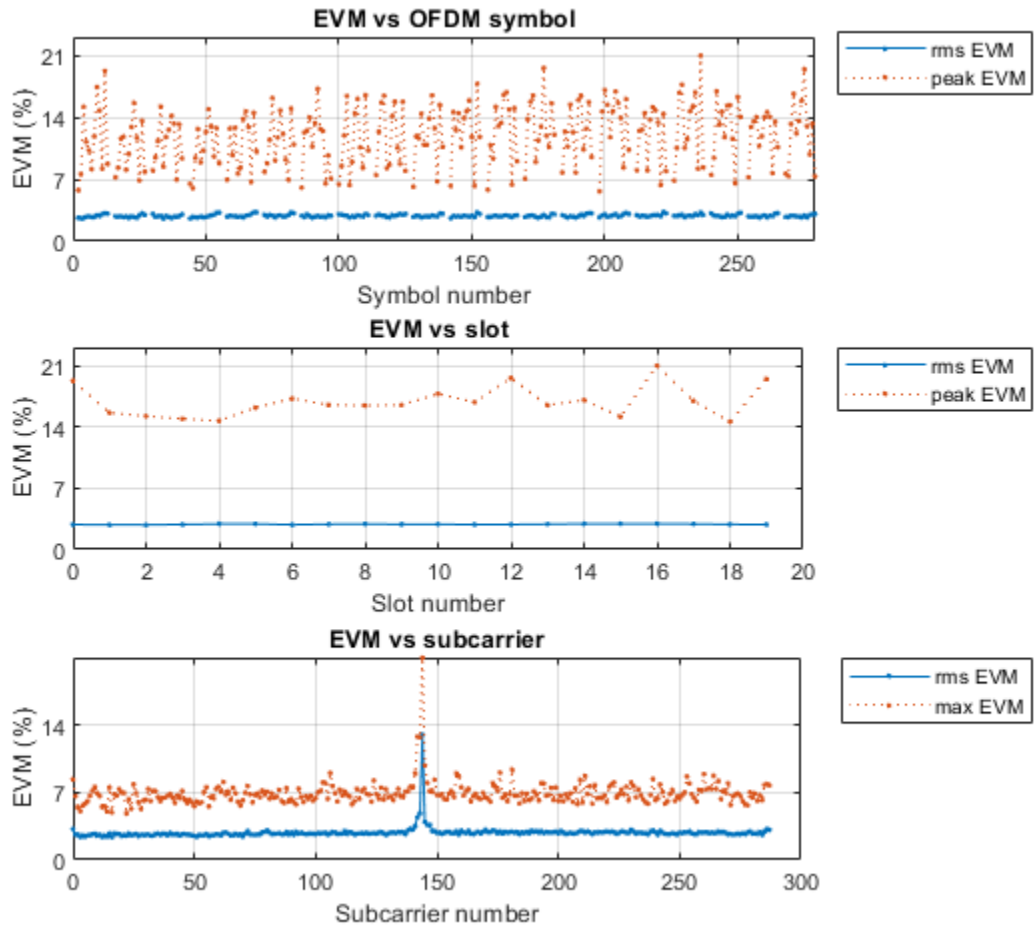 EVM vs OFDM symbol
EVM (%)
21
14
7
0
0 50 100 150 200 250
Symbol number
rms EVM
peak EVM
EVM vs slot
EVM (%)
21
14
7
0
0 2 4 6 8 10 12 14 16 18 20
Slot number
rms EVM
peak EVM
EVM vs subcarrier
EVM (%)
14
7
0
0 50 100 150 200 250 300
Subcarrier number
rms EVM
max EVM